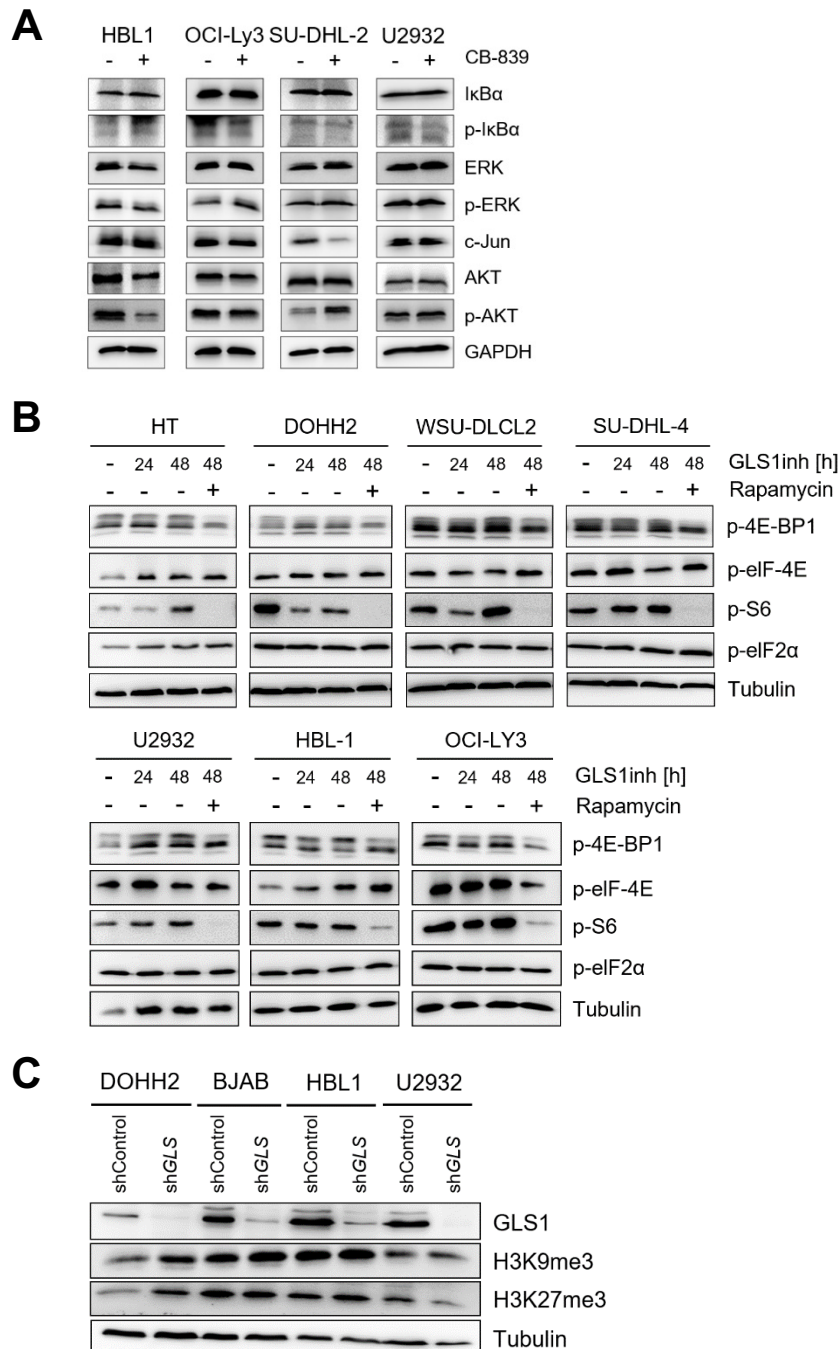 A
HBL1 OCI-Ly3 SU-DHL-2 U2932
- + - + - + - + CB-839
IκBα
p-IκBα
ERK
p-ERK
c-Jun
AKT
p-AKT
GAPDH
B
HT DOHH2 WSU-DLCL2 SU-DHL-4
- 24 48 48 - 24 48 48 - 24 48 48 - 24 48 48 GLS1inh [h]
- - - + - - - + - - - + - - - + Rapamycin
p-4E-BP1
p-eIF-4E
p-S6
p-eIF2α
Tubulin
U2932 HBL-1 OCI-LY3
- 24 48 48 - 24 48 48 - 24 48 48 GLS1inh [h]
- - - + - - - + - - - + Rapamycin
p-4E-BP1
p-eIF-4E
p-S6
p-eIF2α
Tubulin
C
DOHH2 BJAB HBL1 U2932
shControl shGLS shControl shGLS shControl shGLS shControl shGLS
GLS1
H3K9me3
H3K27me3
Tubulin